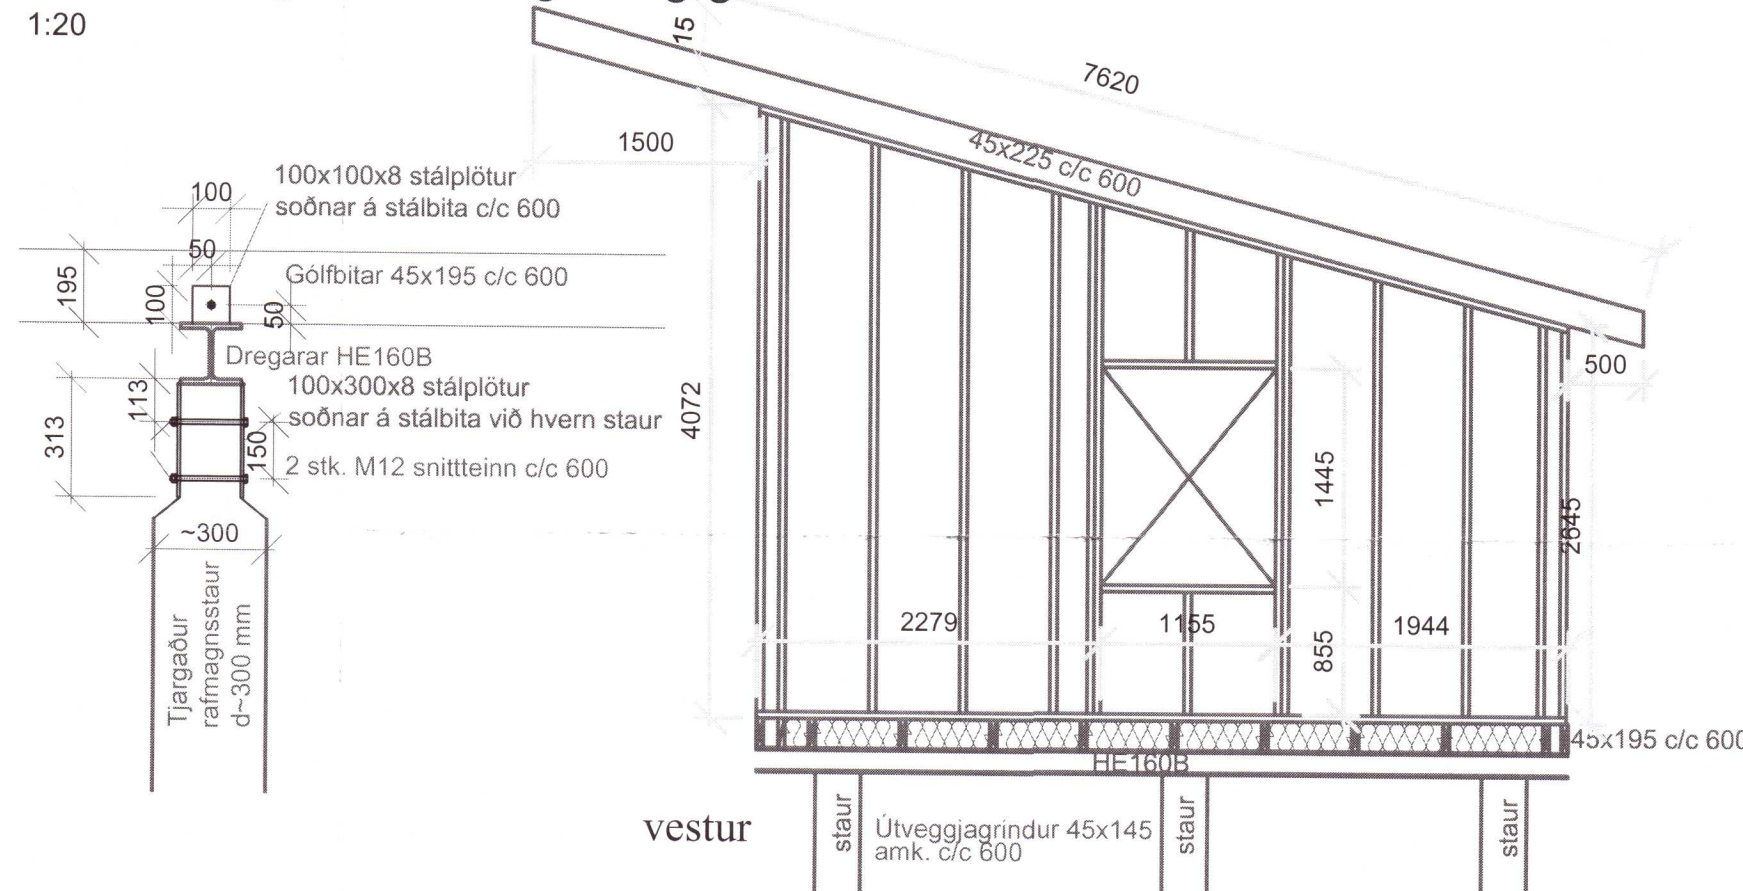 1:20
15
7620
1500
45x225 c/c 600
100x100x8 stálplötur
100
soðnar á stálbita c/c 600
50
Gólfbitar 45x195 c/c 600
195
100
50
Dregarar HE160B
100x300x8 stálplötur
soðnar á stálbita við hvern staur
113
313
150
2 stk. M12 snittteinn c/c 600
~300
Tjargaður
rafmagnsstaur
d~300 mm
4072
500
1445
2645
2279
1155
1944
855
45x195 c/c 600
HE160B
vestur
staur
Útveggjagrindur 45x145
amk. c/c 600
staur
staur